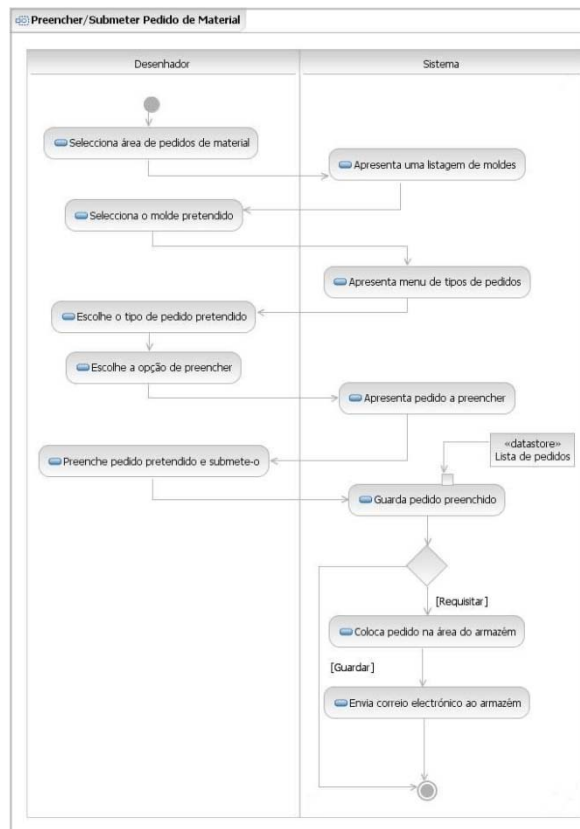 Preencher/Submeter Pedido de Material
Desenhador
Sistema
Selecciona área de pedidos de material
Apresenta uma listagem de moldes
Selecciona o molde pretendido
Apresenta menu de tipos de pedidos
Escolhe o tipo de pedido pretendido
Escolhe a opção de preencher
Apresenta pedido a preencher
«datastore»
Lista de pedidos
Preenche pedido pretendido e submete-o
Guarda pedido preenchido
[Requisitar]
Coloca pedido na área do armazém
[Guardar]
Envia correio electrónico ao armazém